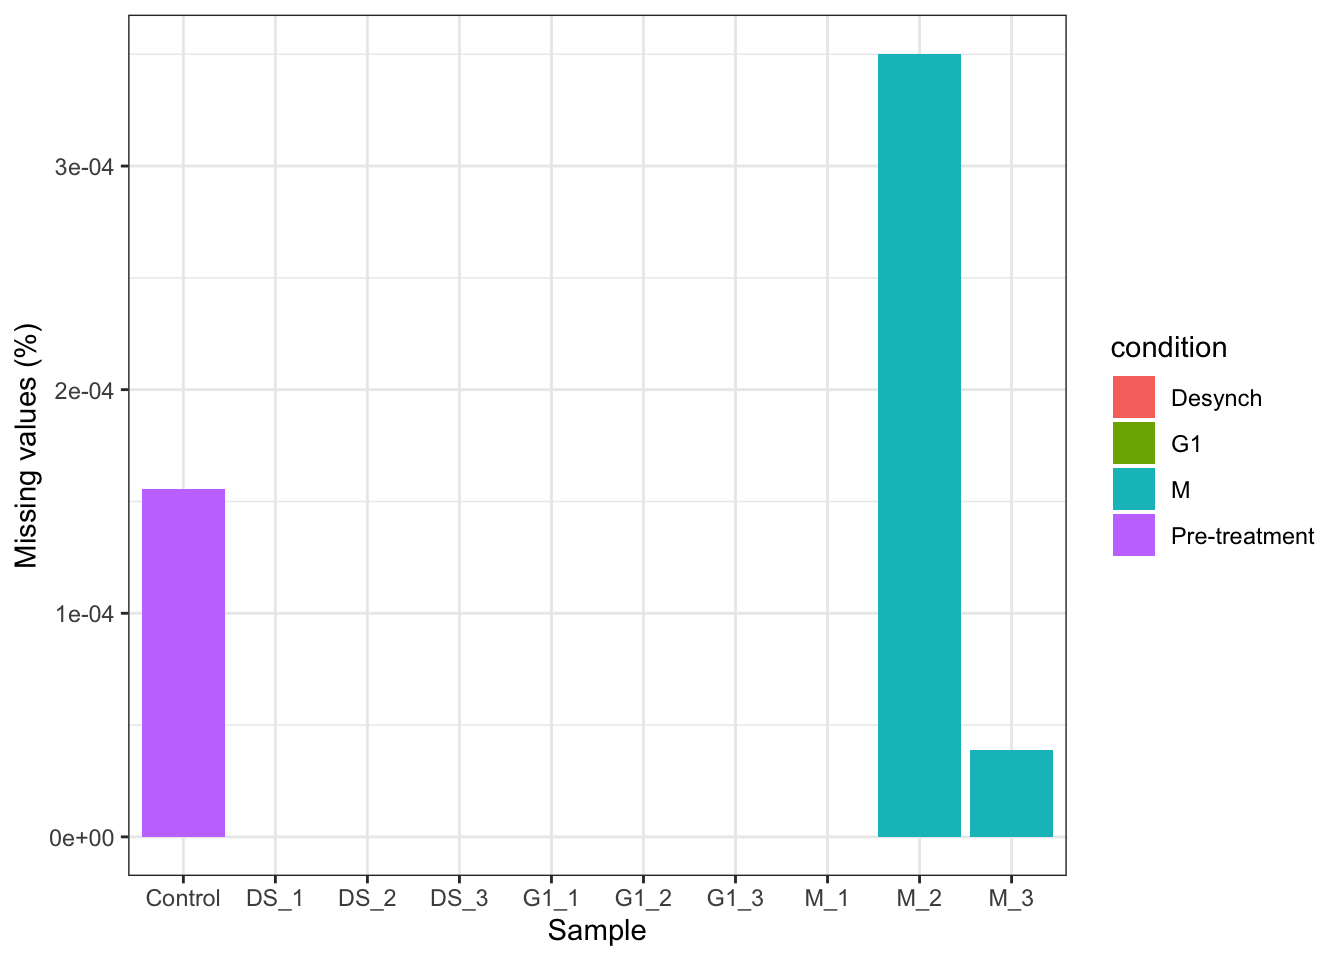 Missing values (%)
3e-04
2e-04
1e-04
0e+00
Control DS_1 DS_2 DS_3 G1_1 G1_2 G1_3 M_1 M_2 M_3
Sample
condition
Desynch
G1
M
Pre-treatment